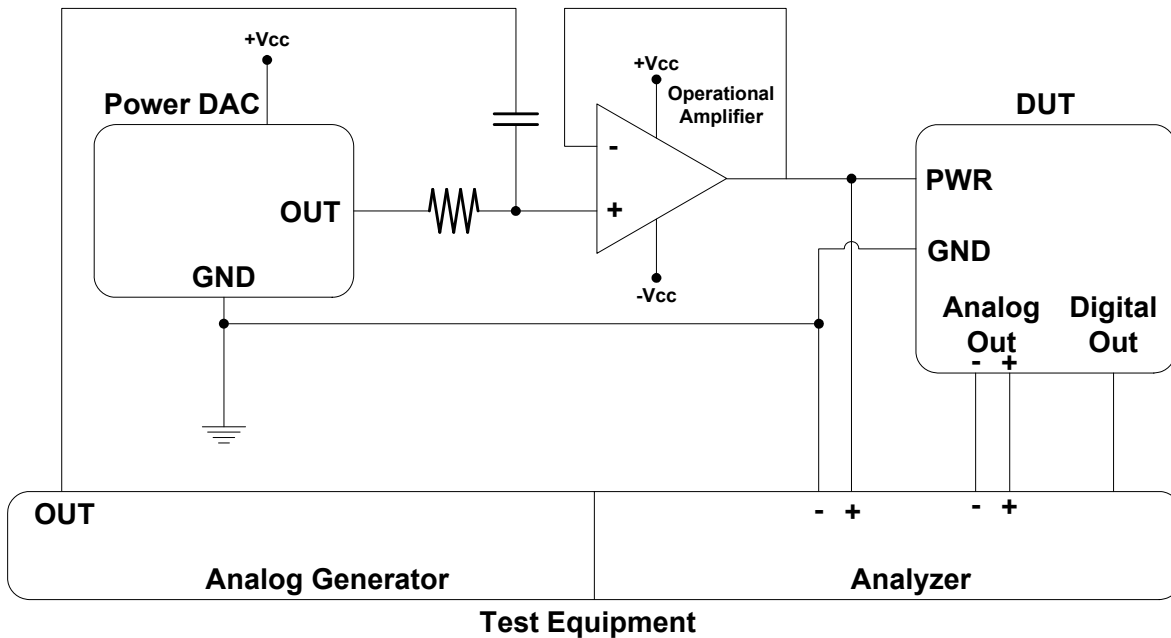 +Vcc
Power DAC
OUT
GND
+Vcc
Operational
Amplifier
-
+
-Vcc
DUT
PWR
GND
Analog
Out
- +
Digital
Out
OUT
- +
- +
Analog Generator
Analyzer
Test Equipment